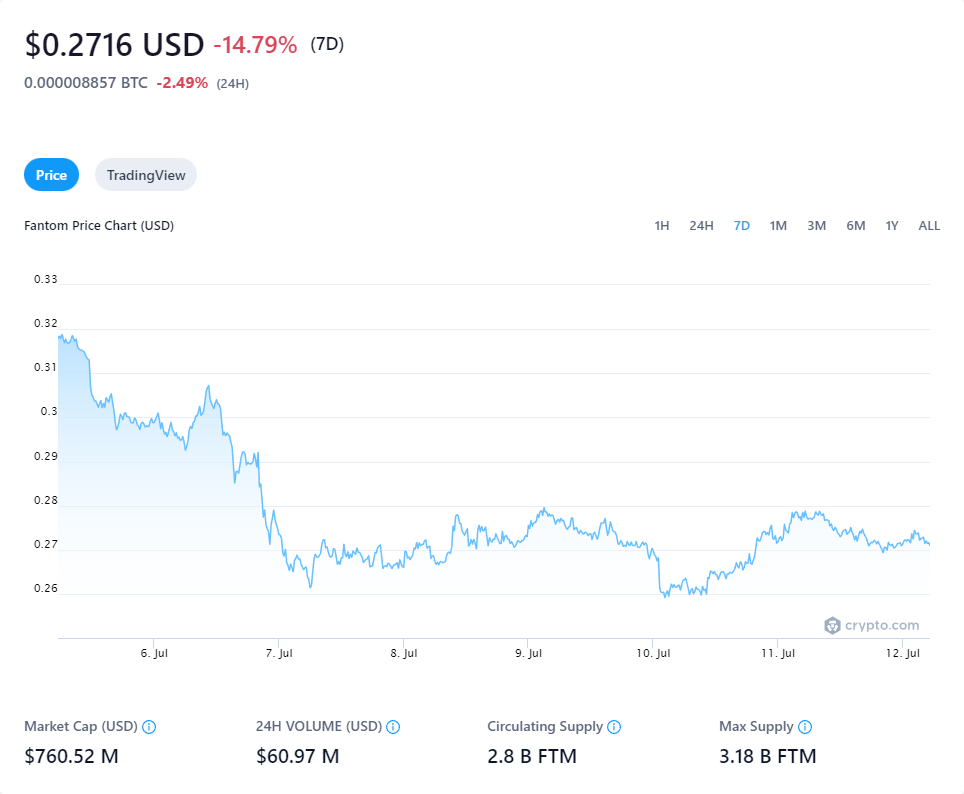 $0.2716 USD -14.79% (7D)
0.000008857 BTC -2.49% (24H)
Price TradingView
Fantom Price Chart (USD) 1H 24H 7D 1M 3M 6M 1Y ALL
0.33
0.32
0.31
0.3
0.29
0.28
0.27
0.26
crypto.com
6. Jul 7. Jul 8. Jul 9. Jul 10. Jul 11. Jul 12. Jul
Market Cap (USD) 24H VOLUME (USD) Circulating Supply Max Supply
$760.52 M $60.97 M 2.8 B FTM 3.18 B FTM